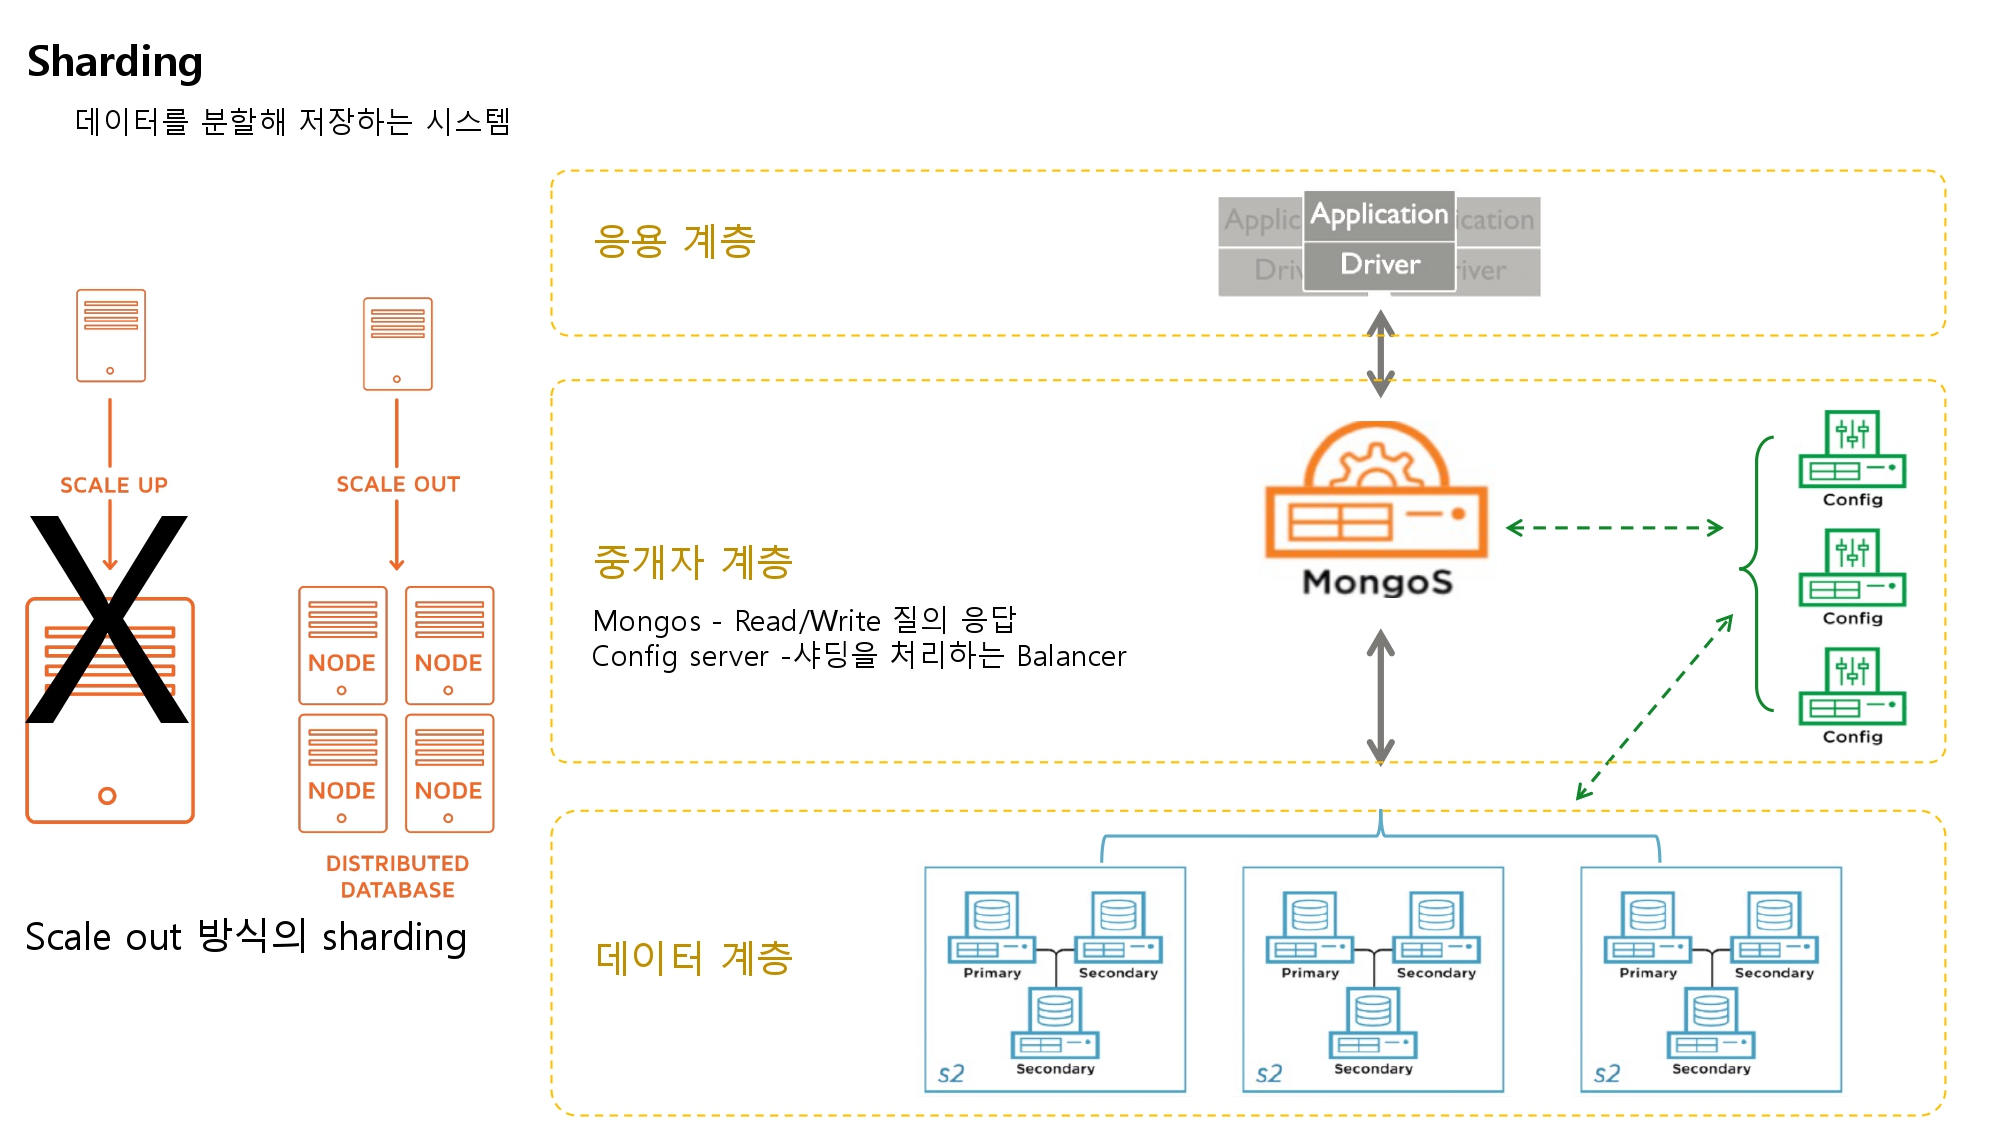 Sharding
데이터를 분할해 저장하는 시스템
SCALE UP
SCALE OUT
NODE NODE
NODE NODE
DISTRIBUTED
DATABASE
Scale out 방식의 sharding
응용 계층
Applic Application ication
Driv Driver river
중개자 계층
Mongos - Read/Write 질의 응답
Config server -샤딩을 처리하는 Balancer
MongoS
Config
Config
Config
데이터 계층
Primary Secondary
Secondary
s2
Primary Secondary
Secondary
s2
Primary Secondary
Secondary
s2